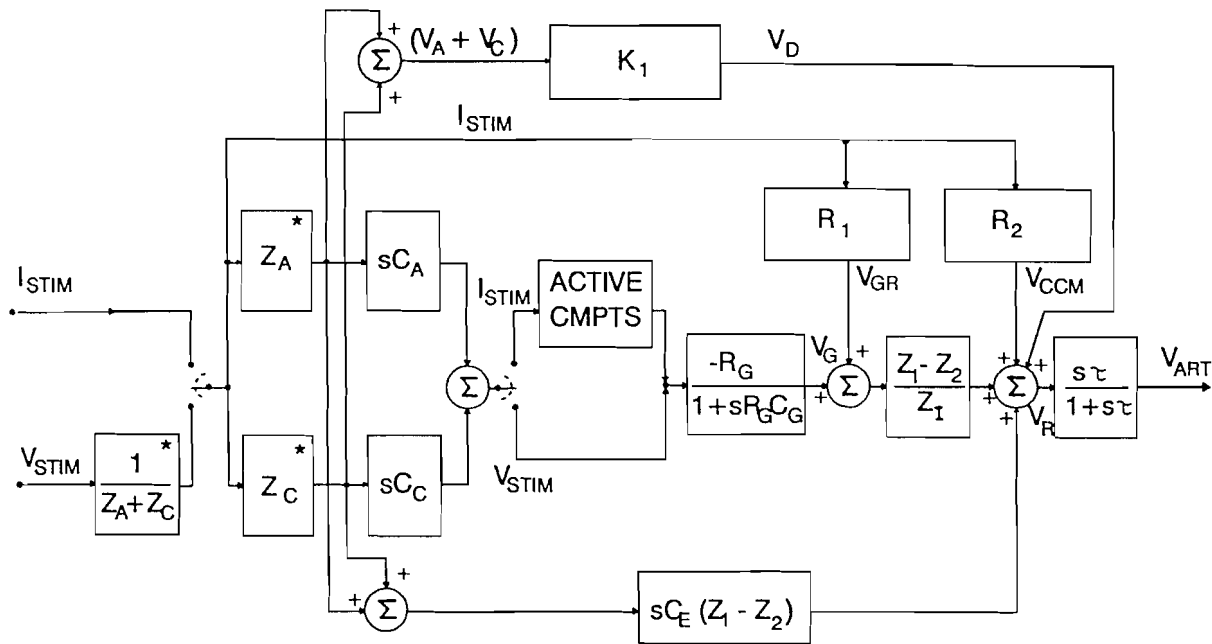 +
(V_A + V_C)
Σ
+
K_1
V_D
I_STIM
R_1
R_2
Z_A *
sC_A
I_STIM
ACTIVE
CMPTS
V_GR
V_CCM
I_STIM
Σ
-R_G
1+sR_GC_G
V_G
+
+
Σ
Z_1 - Z_2
Z_I
+
+
+
+
Σ
V_R
sτ
1+sτ
V_ART
V_STIM
1 *
Z_A+Z_C
Z_C *
sC_C
V_STIM
+
+
Σ
sC_E (Z_1 - Z_2)